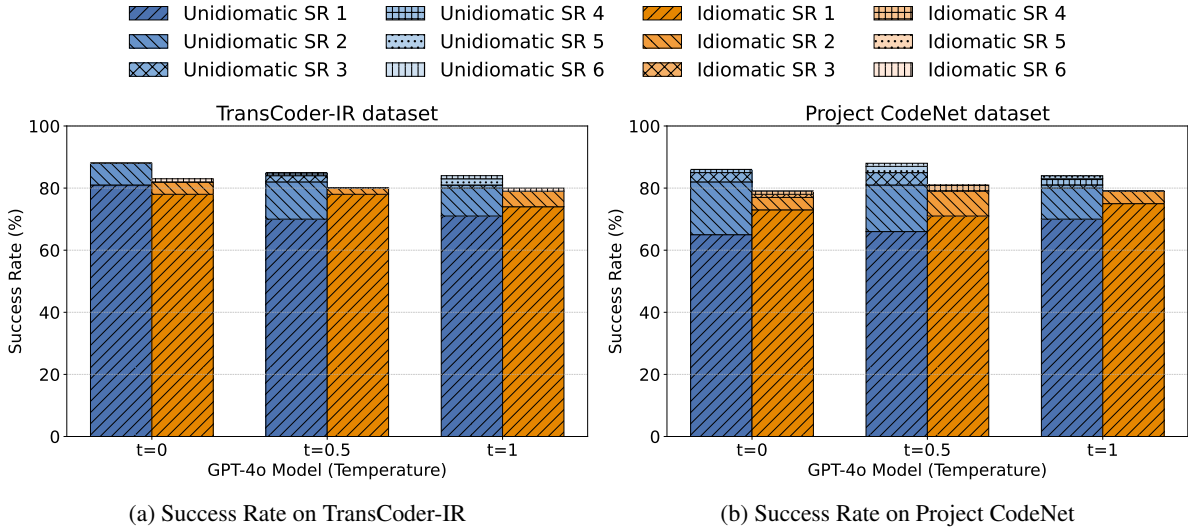 Unidiomatic SR 1 Unidiomatic SR 4 Idiomatic SR 1 Idiomatic SR 4
Unidiomatic SR 2 Unidiomatic SR 5 Idiomatic SR 2 Idiomatic SR 5
Unidiomatic SR 3 Unidiomatic SR 6 Idiomatic SR 3 Idiomatic SR 6
TransCoder-IR dataset
100
80
60
40
20
0
Success Rate (%)
t=0 t=0.5 t=1
GPT-4o Model (Temperature)
(a) Success Rate on TransCoder-IR
Project CodeNet dataset
100
80
60
40
20
0
Success Rate (%)
t=0 t=0.5 t=1
GPT-4o Model (Temperature)
(b) Success Rate on Project CodeNet